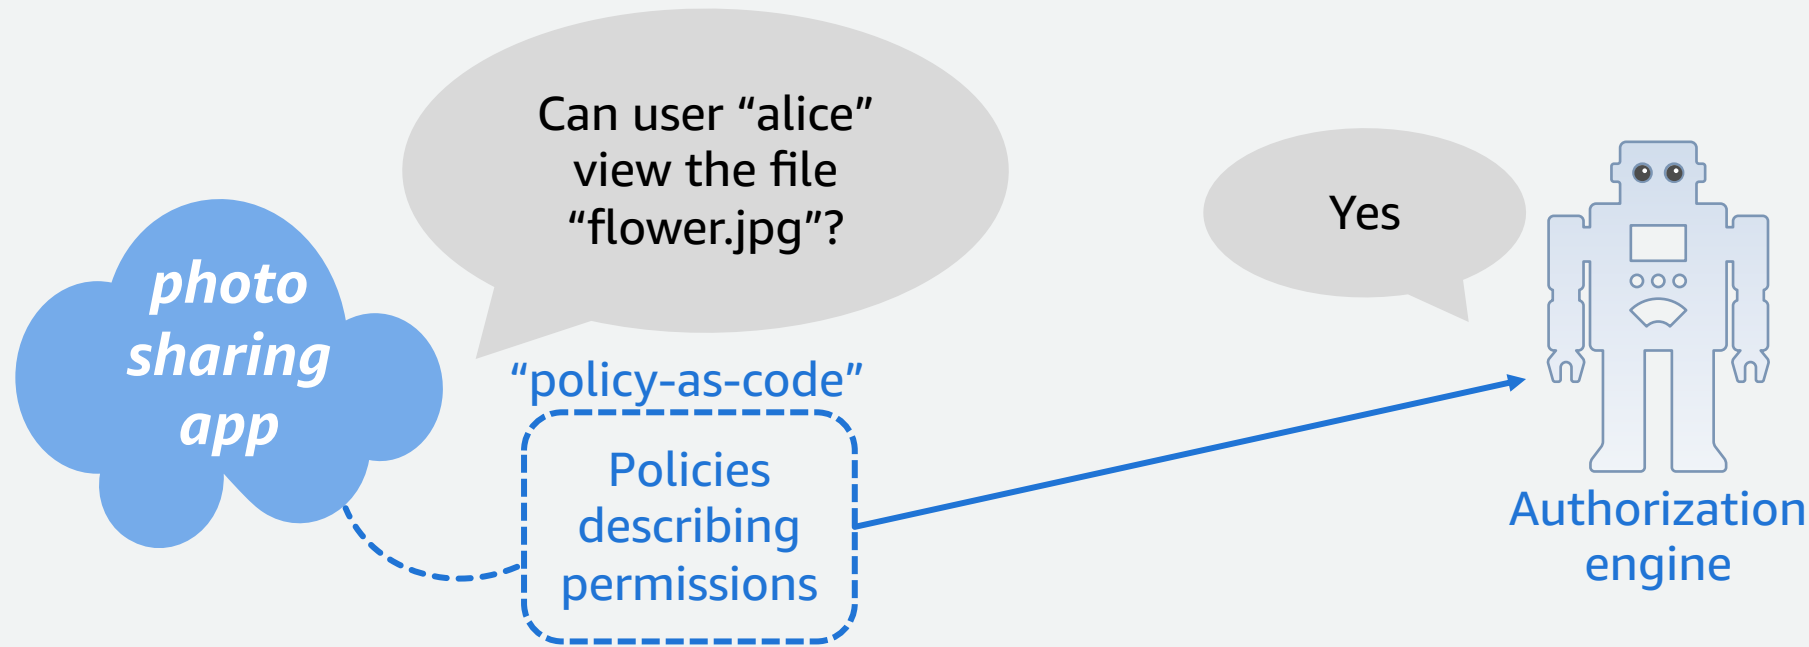 Can user “alice”
view the file
“flower.jpg”?
Yes
photo
sharing
app
“policy-as-code”
Policies
describing
permissions
Authorization
engine